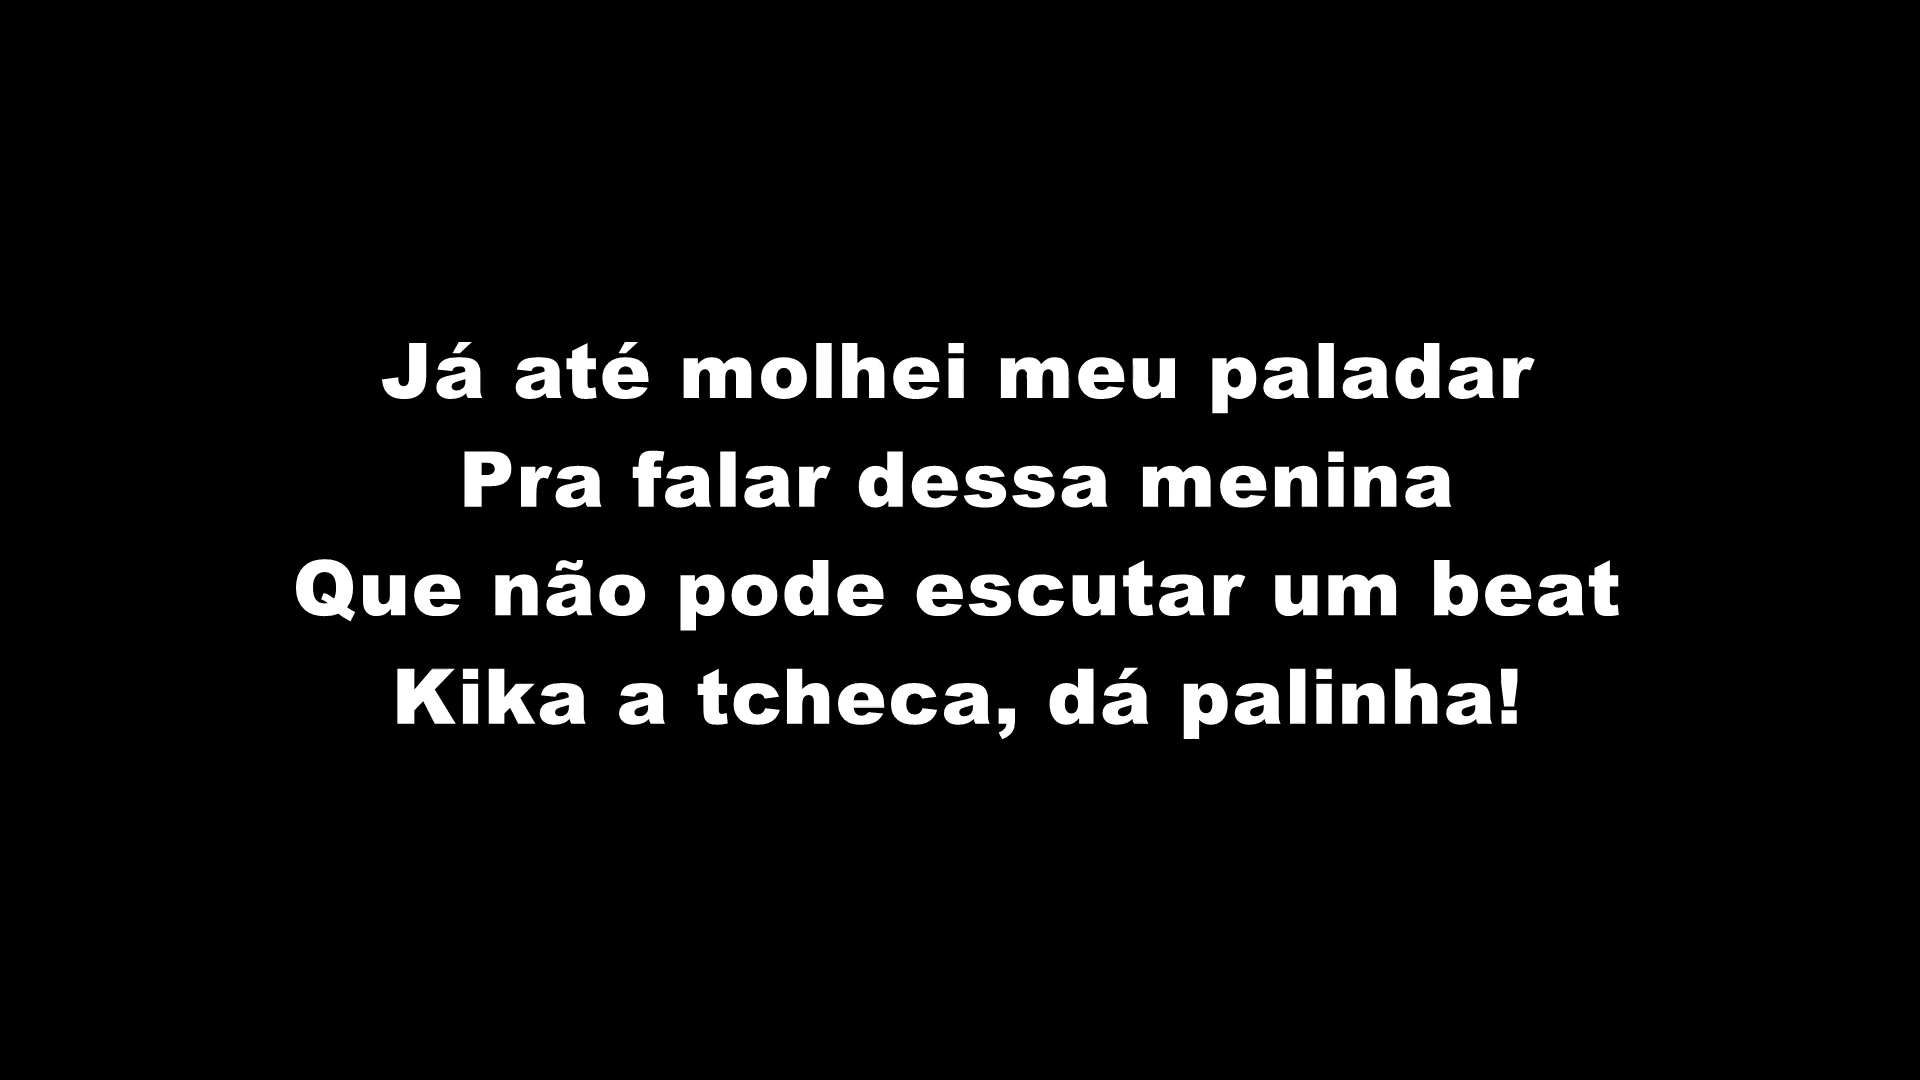 Já até molhei meu paladar
Pra falar dessa menina
Que não pode escutar um beat
Kika a tcheca, dá palinha!